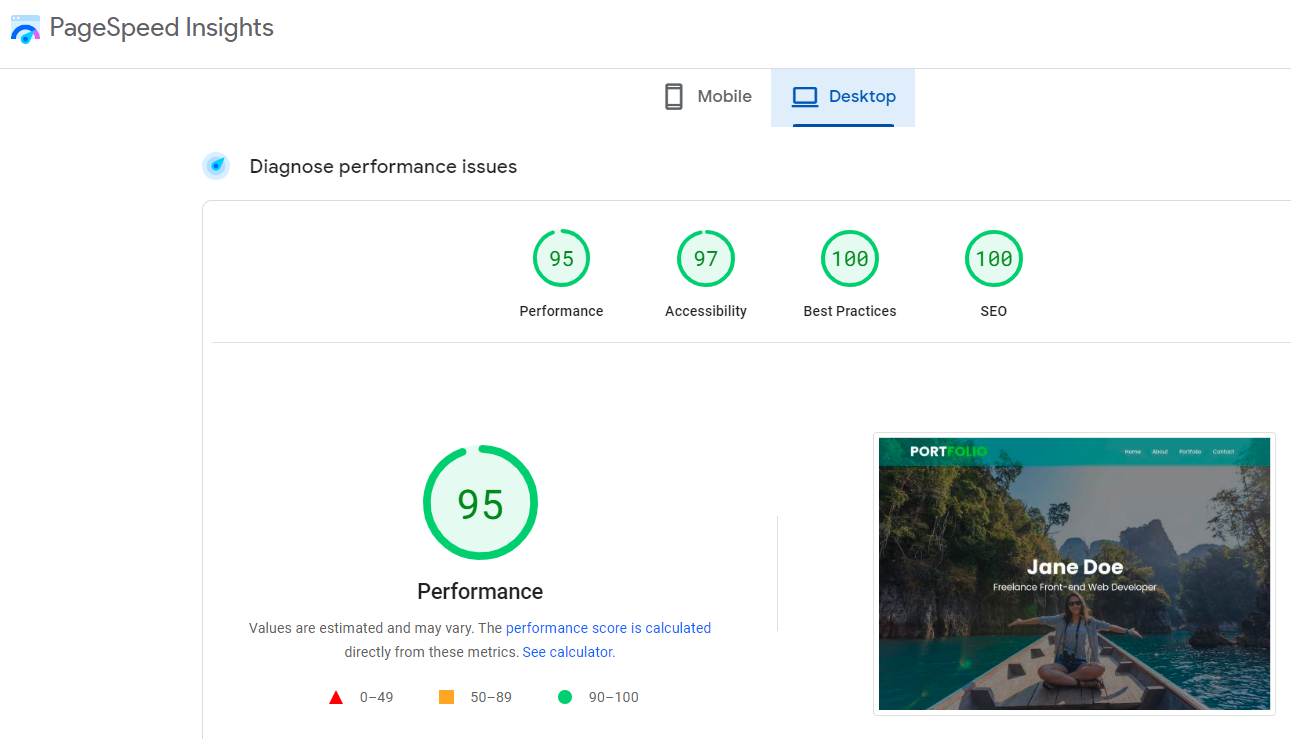 PageSpeed Insights
Mobile
Desktop
Diagnose performance issues
95
97
100
100
Performance
Accessibility
Best Practices
SEO
95
Performance
Values are estimated and may vary. The performance score is calculated
directly from these metrics. See calculator.
0–49
50–89
90–100
PORTFOLIO
Home
About
Portfolio
Contact
Jane Doe
Freelance Front-end Web Developer